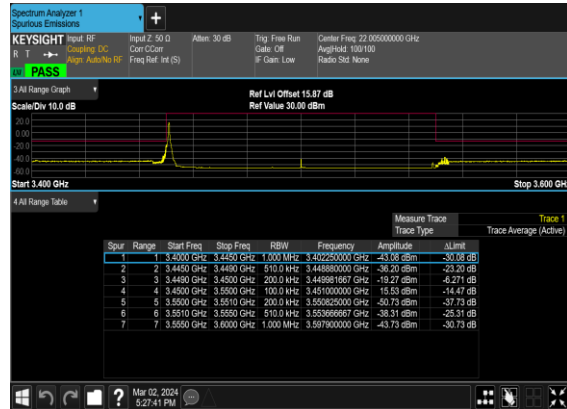 Spectrum Analyzer 1
Spurious Emissions
KEYSIGHT Input: RF Input Z: 50 Ω Atten: 30 dB Trig: Free Run Center Freq: 22.005000000 GHz
R T Coupling: DC Corr CCorr Gate: Off Avg|Hold: 100/100
Align: Auto/No RF Freq Ref: Int (S) IF Gain: Low Radio Std: None
PASS
3 All Range Graph
Ref Lvl Offset 15.87 dB
Scale/Div 10.0 dB Ref Value 30.00 dBm
20.0
0.00
-20.0
-40.0
-60.0
Start 3.400 GHz Stop 3.600 GHz
4 All Range Table
Measure Trace Trace 1
Trace Type Trace Average (Active)
Spur Range Start Freq Stop Freq RBW Frequency Amplitude ΔLimit
1 1 3.4000 GHz 3.4450 GHz 1.000 MHz 3.402250000 GHz -43.08 dBm -30.08 dB
2 2 3.4450 GHz 3.4490 GHz 510.0 kHz 3.448880000 GHz -36.20 dBm -23.20 dB
3 3 3.4490 GHz 3.4500 GHz 200.0 kHz 3.449981667 GHz -19.27 dBm -6.271 dB
4 4 3.4500 GHz 3.5500 GHz 100.0 kHz 3.451000000 GHz 15.53 dBm -14.47 dB
5 5 3.5500 GHz 3.5510 GHz 200.0 kHz 3.550825000 GHz -50.73 dBm -37.73 dB
6 6 3.5510 GHz 3.5550 GHz 510.0 kHz 3.553666667 GHz -38.31 dBm -25.31 dB
7 7 3.5550 GHz 3.6000 GHz 1.000 MHz 3.597900000 GHz -43.73 dBm -30.73 dB
? Mar 02, 2024
5:27:41 PM